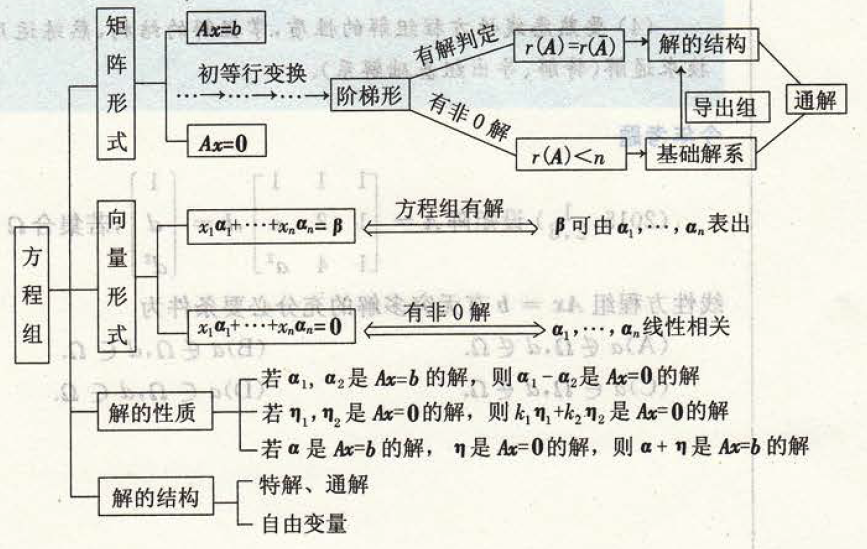 方程组
矩阵形式
Ax=b
初等行变换
阶梯形
Ax=0
有解判定
r(A)=r(Ā)
解的结构
有非0解
r(A)<n
基础解系
导出组
通解
向量形式
x₁α₁+⋯+xₙαₙ=β
方程组有解
β可由α₁,⋯,αₙ表出
x₁α₁+⋯+xₙαₙ=0
有非0解
α₁,⋯,αₙ线性相关
解的性质
若α₁, α₂是Ax=b的解，则α₁-α₂是Ax=0的解
若η₁,η₂是Ax=0的解，则k₁η₁+k₂η₂是Ax=0的解
若α是Ax=b的解， η是Ax=0的解，则α+η是Ax=b的解
解的结构
特解、通解
自由变量